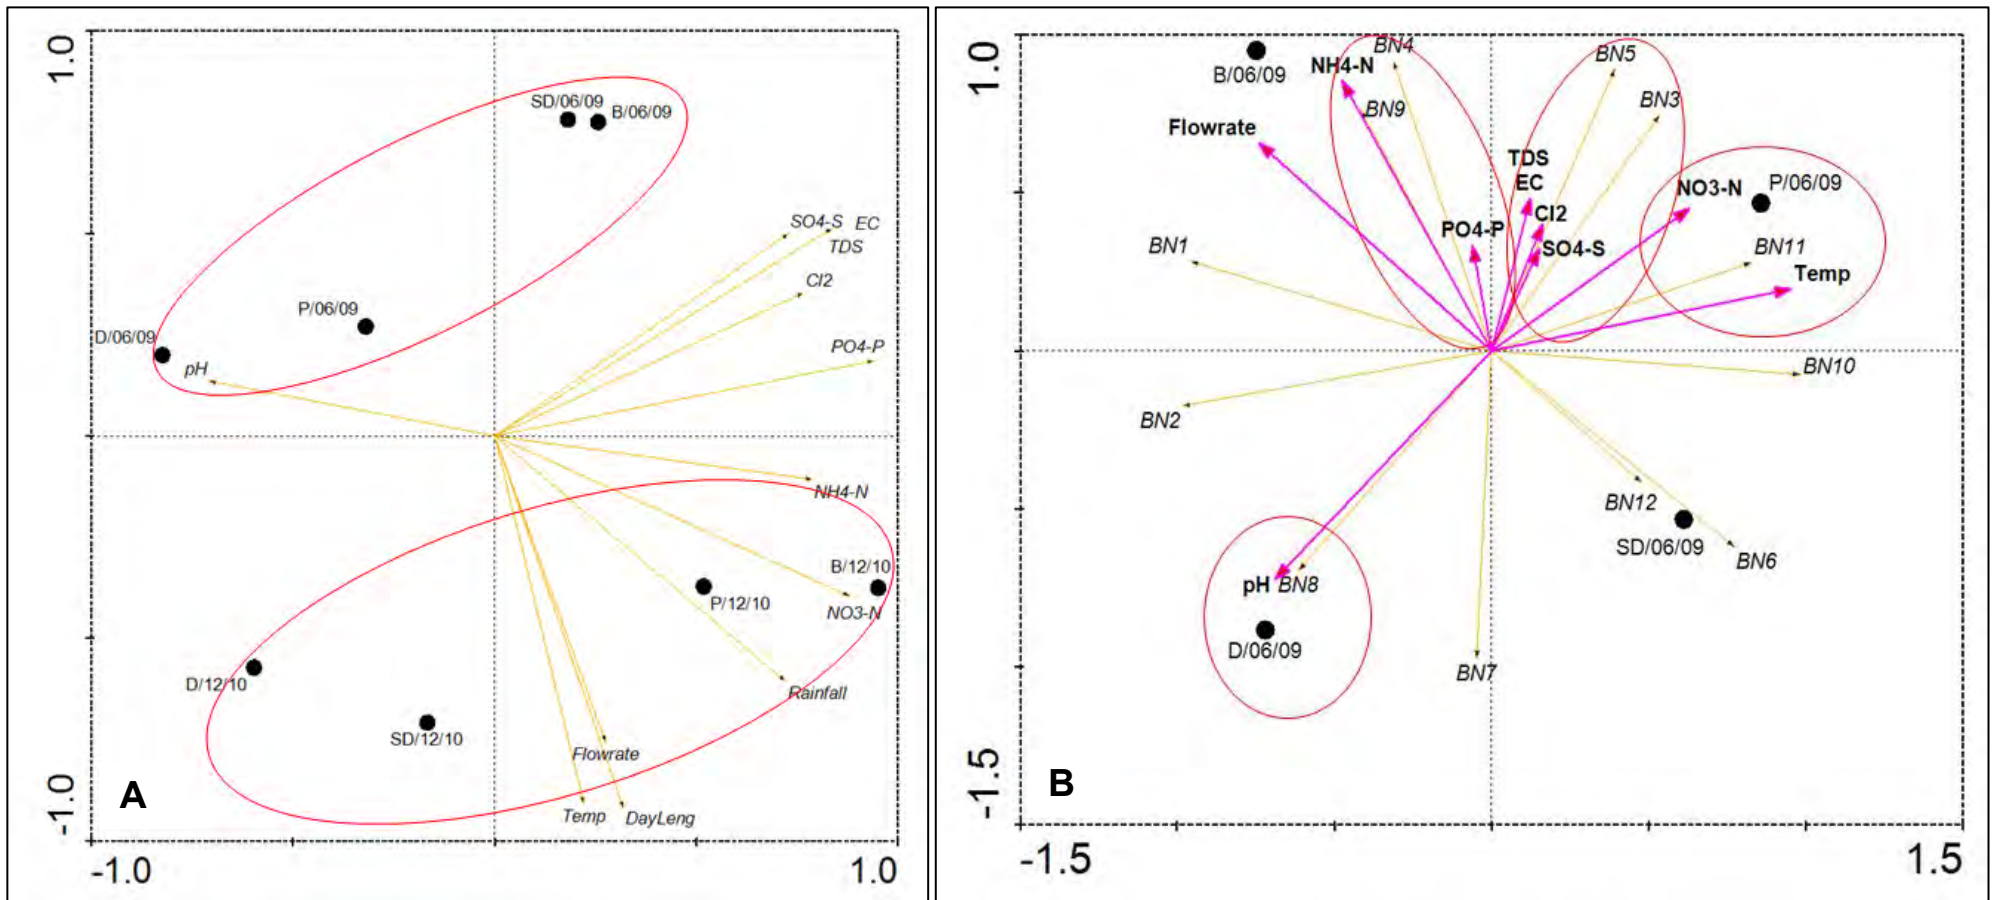 1.0
SD/06/09
B/06/09
SO4-S
EC
TDS
Cl2
P/06/09
D/06/09
pH
PO4-P
NH4-N
B/12/10
P/12/10
NO3-N
D/12/10
Rainfall
SD/12/10
Flowrate
A
Temp
DayLeng
-1.0
-1.0
1.0
1.0
B/06/09
BN4
NH4-N
BN9
BN5
BN3
Flowrate
TDS
EC
Cl2
NO3-N
P/06/09
PO4-P
SO4-S
BN1
BN11
Temp
BN10
BN2
BN12
SD/06/09
BN6
pH
BN8
D/06/09
BN7
B
-1.5
-1.5
1.5